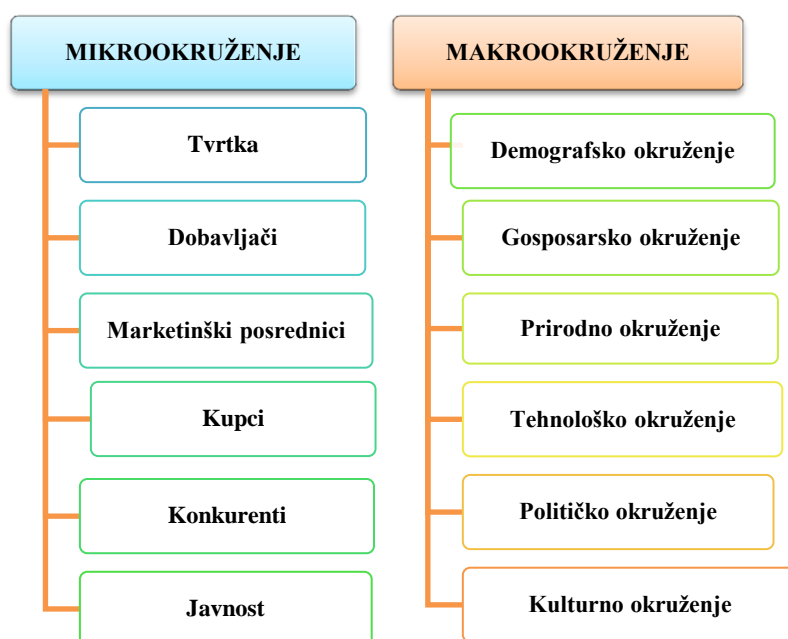 MIKROOKRUŽENJE
Tvrtka
Dobavljači
Marketinški posrednici
Kupci
Konkurenti
Javnost
MAKROOKRUŽENJE
Demografsko okruženje
Gosposarsko okruženje
Prirodno okruženje
Tehnološko okruženje
Političko okruženje
Kulturno okruženje